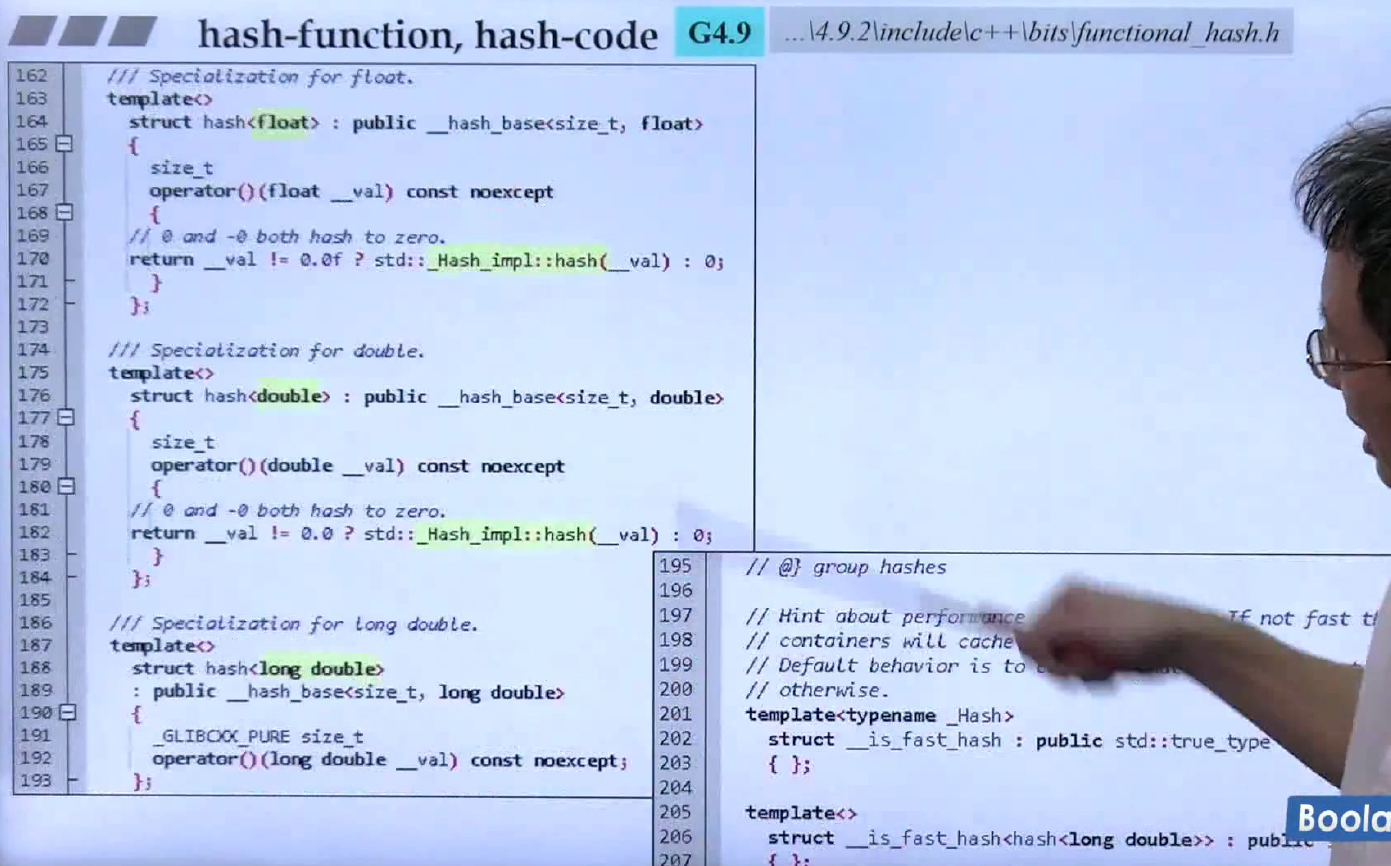 hash-function, hash-code G4.9 ...\4.9.2\include\c++\bits\functional_hash.h
162 /// Specialization for float.
163 template<>
164 struct hash<float> : public __hash_base<size_t, float>
165 {
166 size_t
167 operator()(float __val) const noexcept
168 {
169 // 0 and -0 both hash to zero.
170 return __val != 0.0f ? std::_Hash_impl::hash(__val) : 0;
171 }
172 };
173
174 /// Specialization for double.
175 template<>
176 struct hash<double> : public __hash_base<size_t, double>
177 {
178 size_t
179 operator()(double __val) const noexcept
180 {
181 // 0 and -0 both hash to zero.
182 return __val != 0.0 ? std::_Hash_impl::hash(__val) : 0;
183 }
184 };
185
186 /// Specialization for long double.
187 template<>
188 struct hash<long double>
189 : public __hash_base<size_t, long double>
190 {
191 _GLIBCXX_PURE size_t
192 operator()(long double __val) const noexcept;
193 };
195 // @} group hashes
196
197 // Hint about performance If not fast
198 // containers will cache
199 // Default behavior is to
200 // otherwise.
201 template<typename _Hash>
202 struct __is_fast_hash : public std::true_type
203 { };
204
205 template<>
206 struct __is_fast_hash<hash<long double>> : public
207 { };
Boola